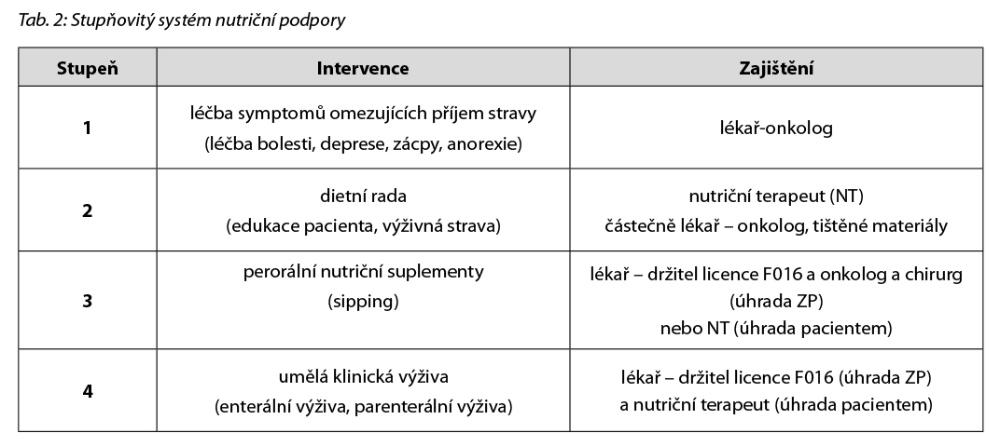 Tab. 2: Stupňovitý systém nutriční podpory
Stupeň Intervence Zajištění
1
léčba symptomů omezujících příjem stravy
(léčba bolesti, deprese, zácpy, anorexie)
lékař-onkolog
2
dietní rada
(edukace pacienta, výživná strava)
nutriční terapeut (NT)
částečně lékař – onkolog, tištěné materiály
3
perorální nutriční suplementy
(sipping)
lékař – držitel licence F016 a onkolog a chirurg
(úhrada ZP)
nebo NT (úhrada pacientem)
4
umělá klinická výživa
(enterální výživa, parenterální výživa)
lékař – držitel licence F016 (úhrada ZP)
a nutriční terapeut (úhrada pacientem)